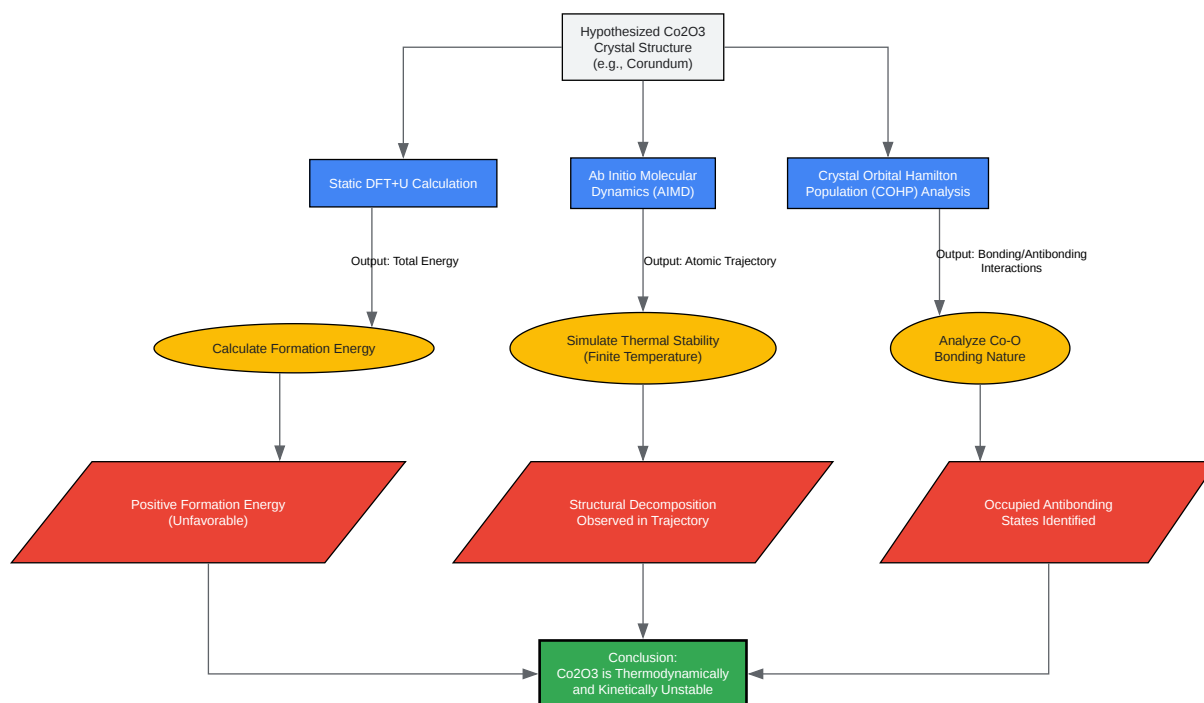 Hypothesized Co2O3
Crystal Structure
(e.g., Corundum)
Static DFT+U Calculation
Ab Initio Molecular
Dynamics (AIMD)
Crystal Orbital Hamilton
Population (COHP) Analysis
Output: Total Energy
Output: Atomic Trajectory
Output: Bonding/Antibonding
Interactions
Calculate Formation Energy
Simulate Thermal Stability
(Finite Temperature)
Analyze Co-O
Bonding Nature
Positive Formation Energy
(Unfavorable)
Structural Decomposition
Observed in Trajectory
Occupied Antibonding
States Identified
Conclusion:
Co2O3 is Thermodynamically
and Kinetically Unstable